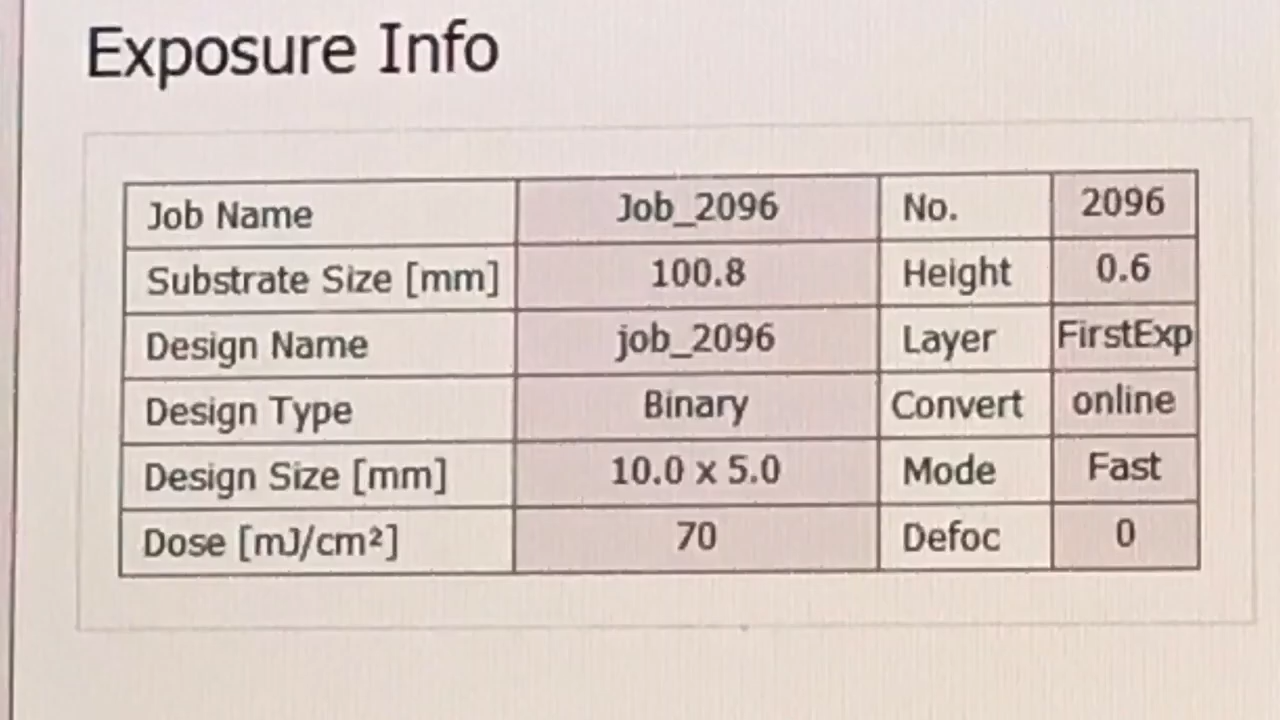 Exposure Info
Job Name Job_2096 No. 2096
Substrate Size [mm] 100.8 Height 0.6
Design Name job_2096 Layer FirstExp
Design Type Binary Convert online
Design Size [mm] 10.0 x 5.0 Mode Fast
Dose [mJ/cm²] 70 Defoc 0